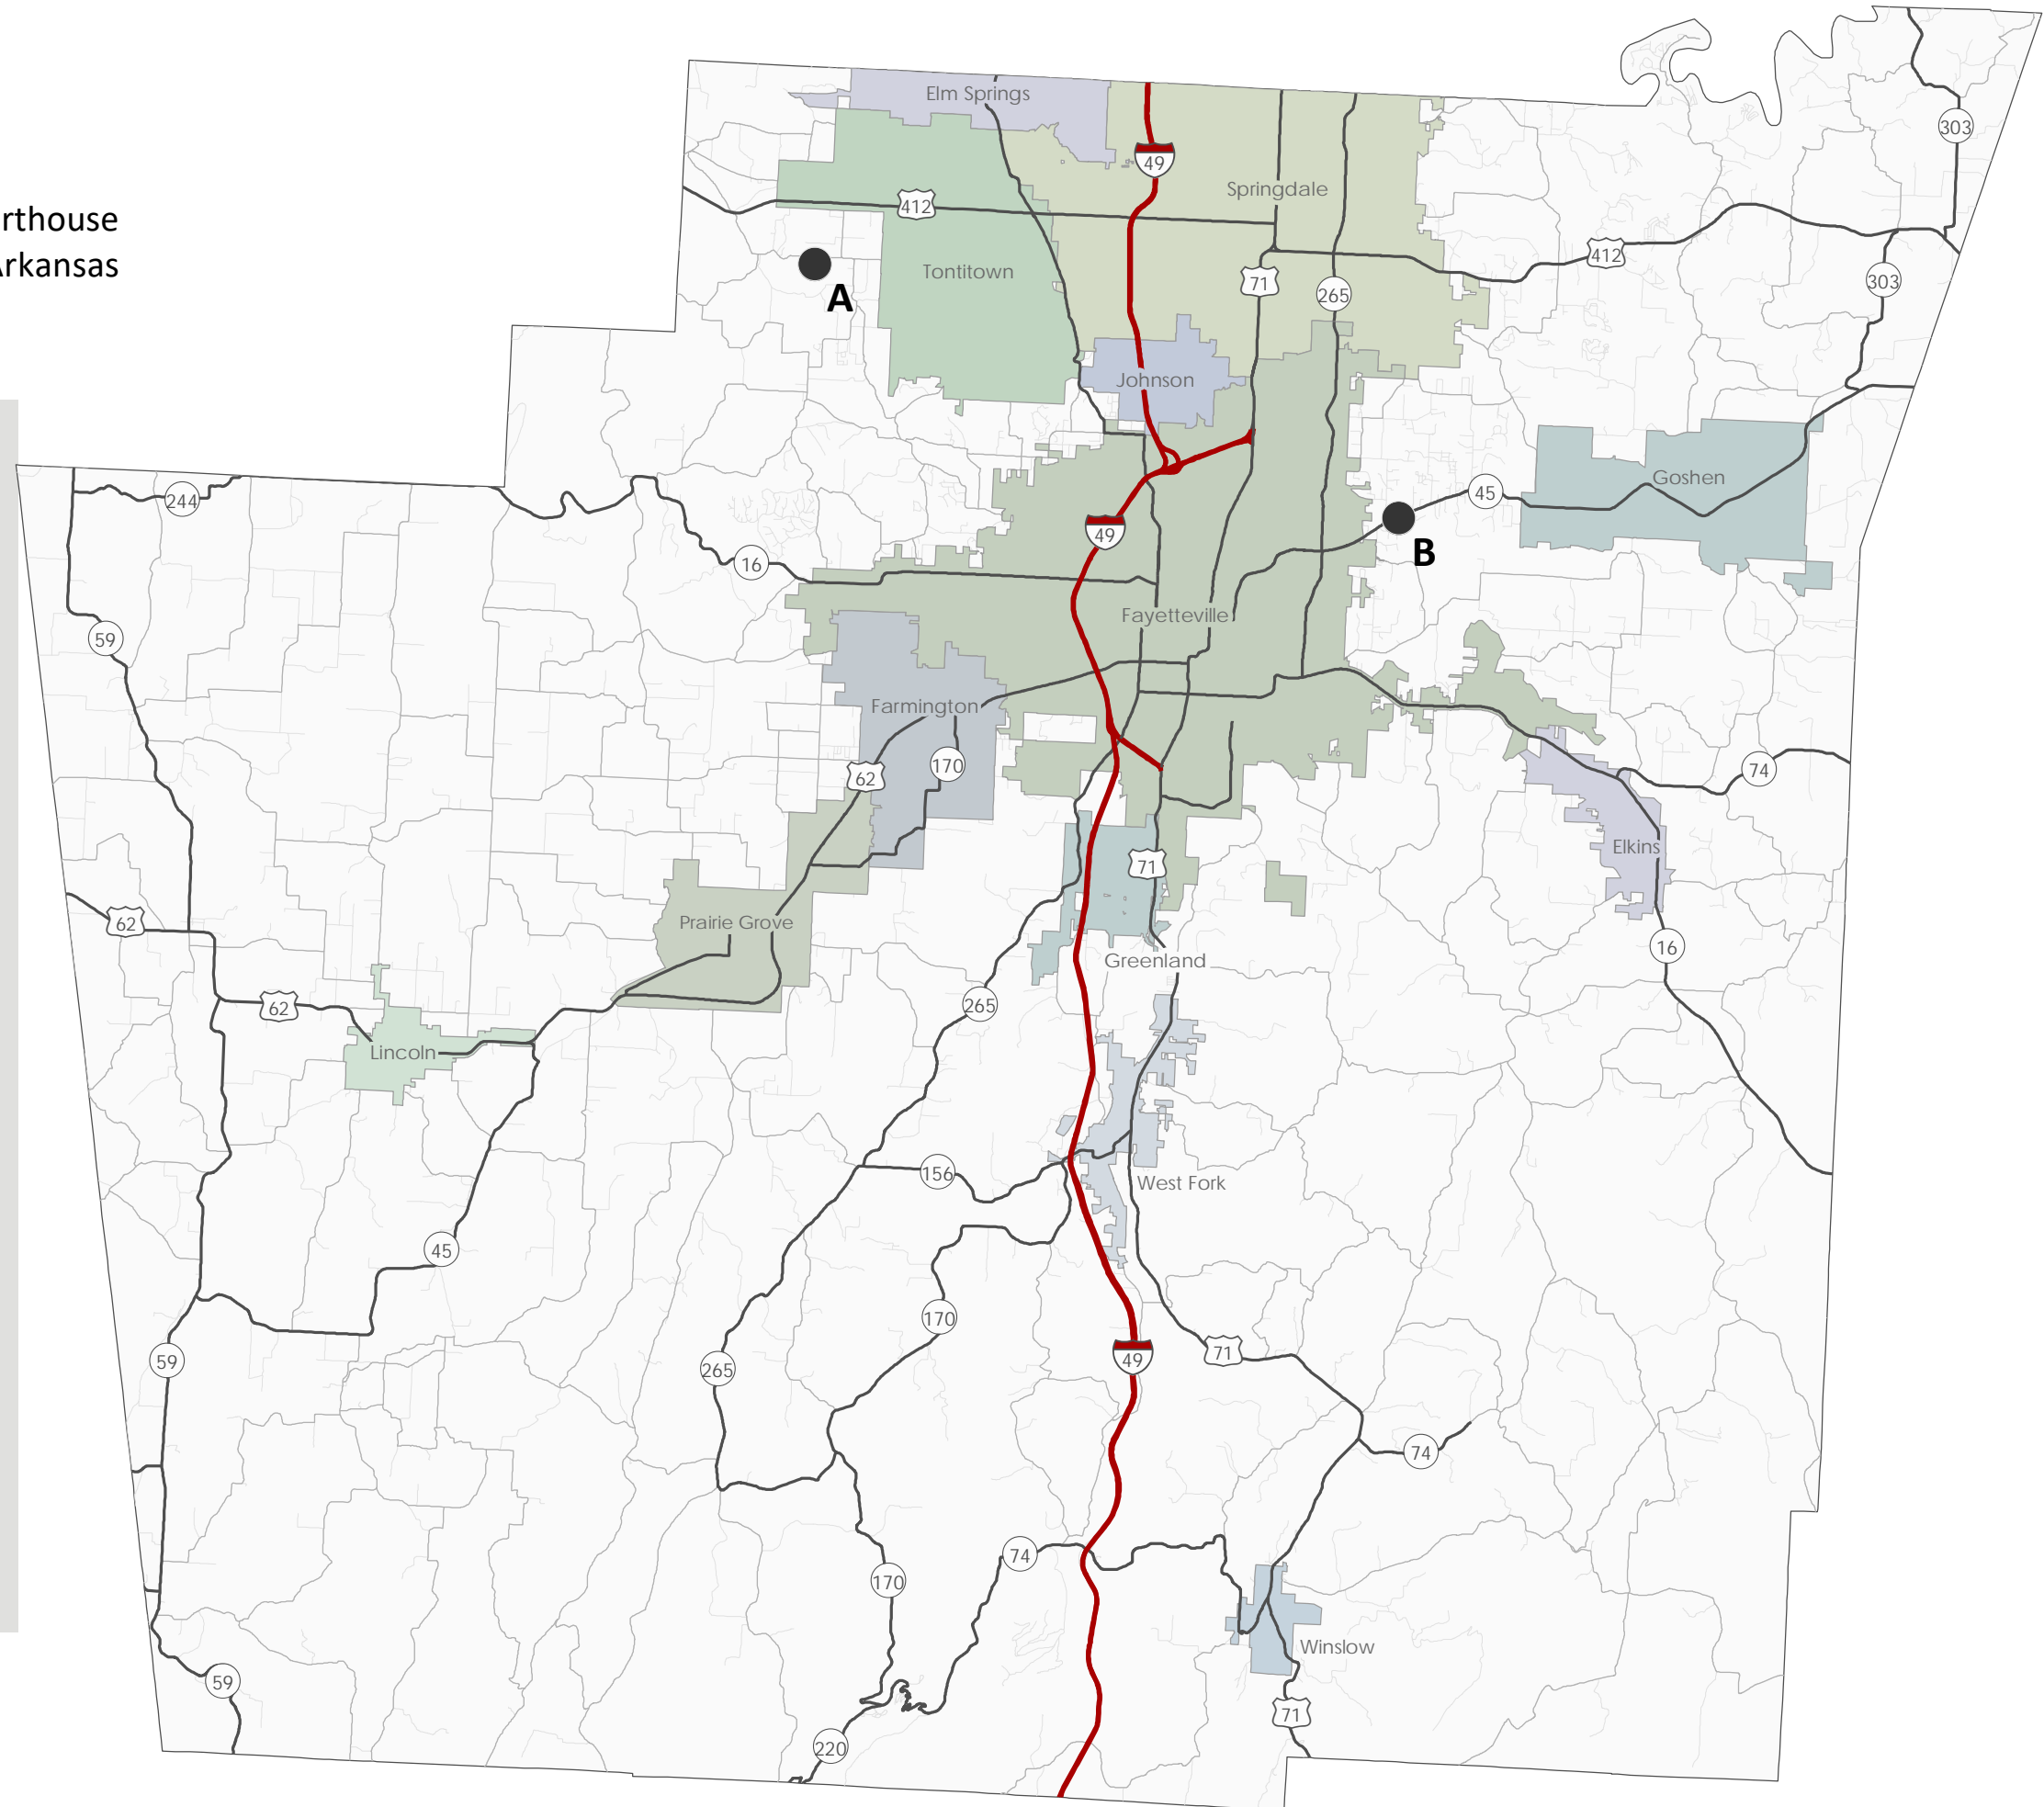 rthouse
Arkansas
Elm Springs
303
49
Springdale
412
412
Tontitown
A
71
265
303
Johnson
Goshen
45
244
49
B
16
Fayetteville
59
Farmington
170
62
74
Elkins
71
Prairie Grove
62
16
Greenland
62
265
Lincoln
156
West Fork
45
170
59
265
49
71
74
74
170
Winslow
59
71
220